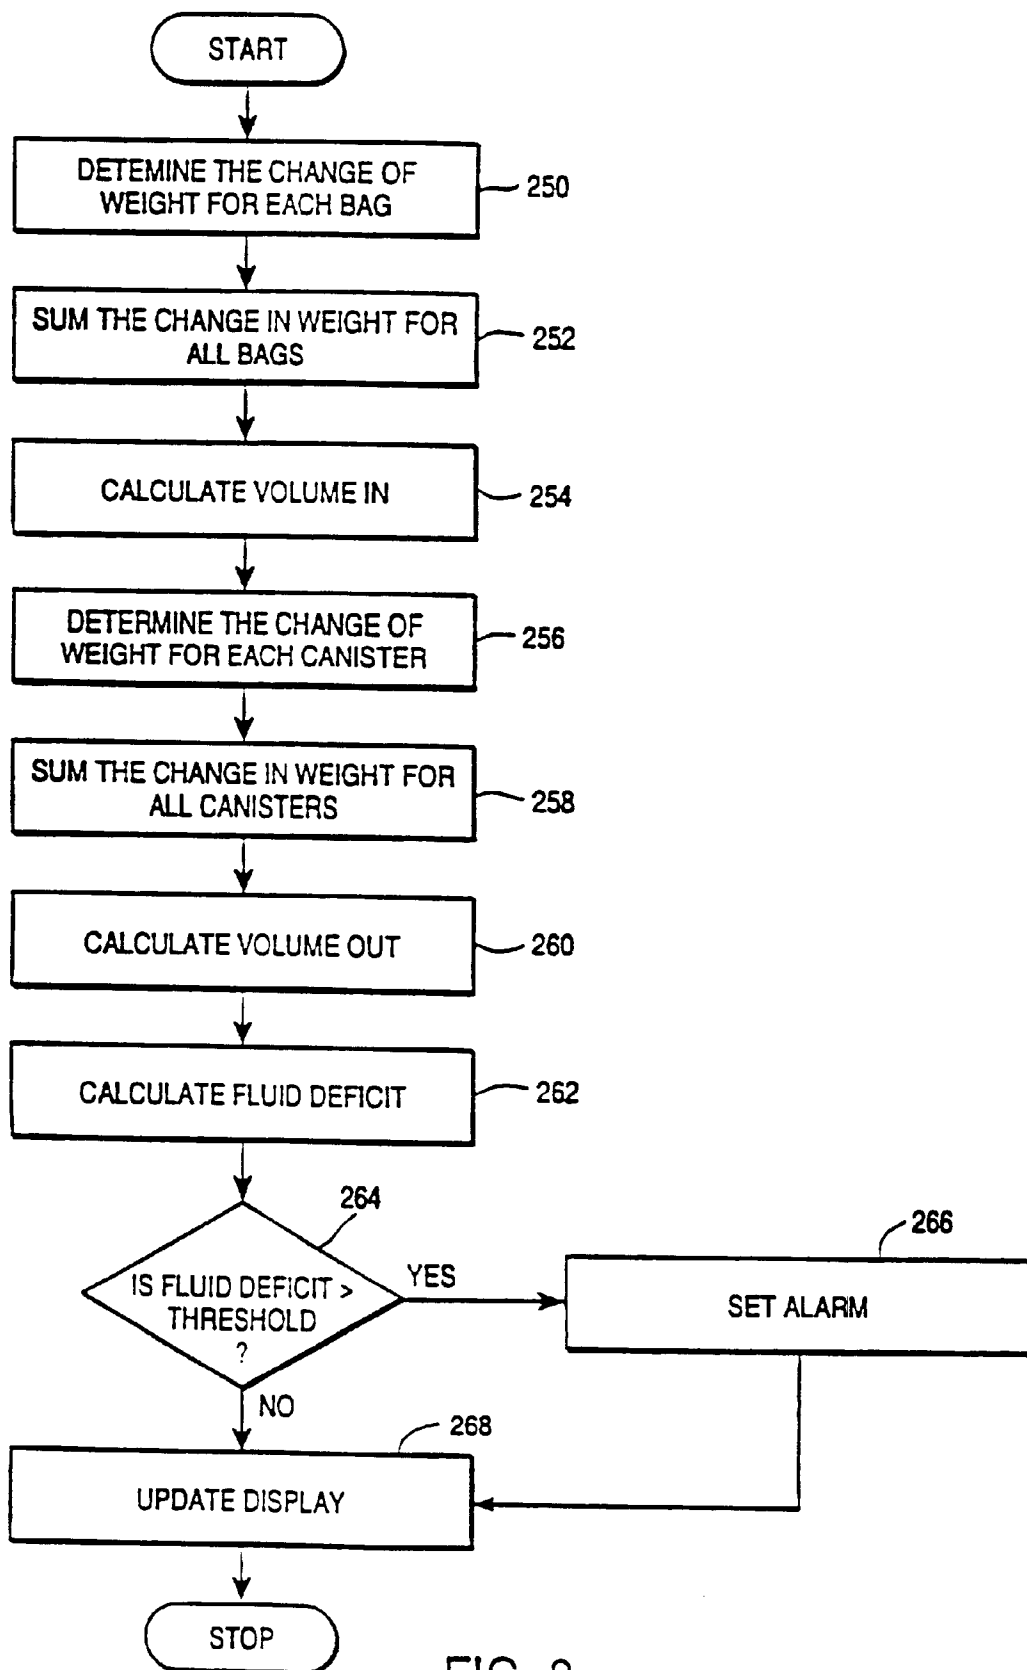 START
DETEMINE THE CHANGE OF
WEIGHT FOR EACH BAG
250
SUM THE CHANGE IN WEIGHT FOR
ALL BAGS
252
CALCULATE VOLUME IN
254
DETERMINE THE CHANGE OF
WEIGHT FOR EACH CANISTER
256
SUM THE CHANGE IN WEIGHT FOR
ALL CANISTERS
258
CALCULATE VOLUME OUT
260
CALCULATE FLUID DEFICIT
262
264
IS FLUID DEFICIT >
THRESHOLD
?
YES
266
SET ALARM
NO
268
UPDATE DISPLAY
STOP
FIG.